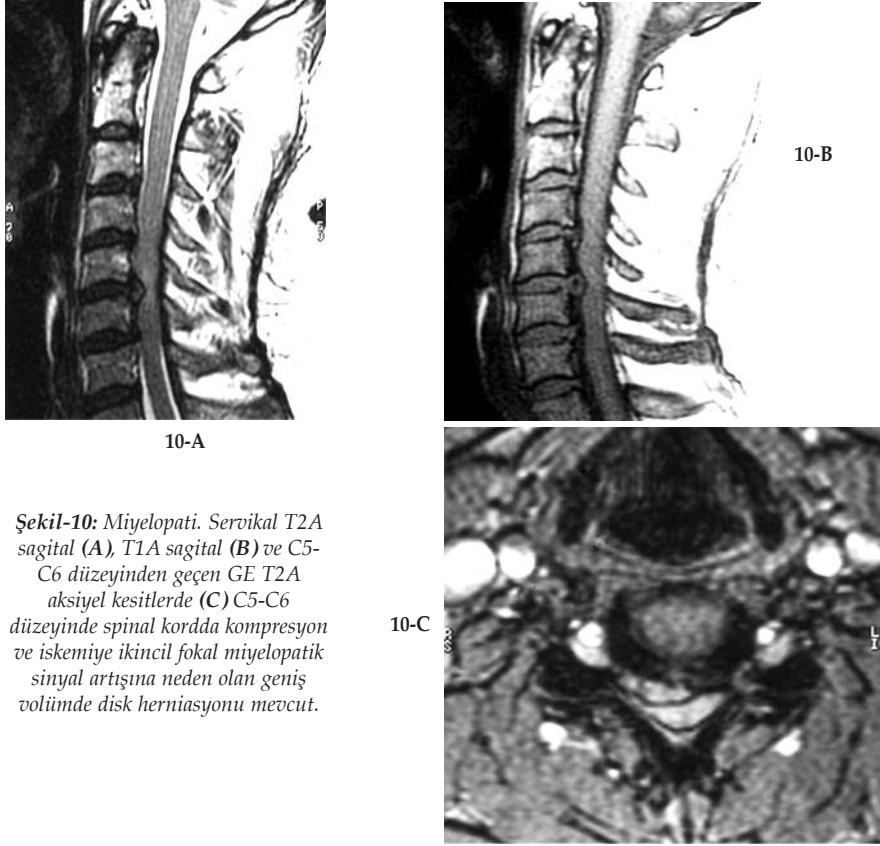 10-A
10-B
Şekil-10: Miyelopati. Servikal T2A
sagital (A), T1A sagital (B) ve C5-
C6 düzeyinden geçen GE T2A
aksiyel kesitlerde (C) C5-C6
düzeyinde spinal kordda kompresyon
ve iskemiye ikincil fokal miyelopatik
sinyal artışına neden olan geniş
volümde disk herniasyonu mevcut.
10-C